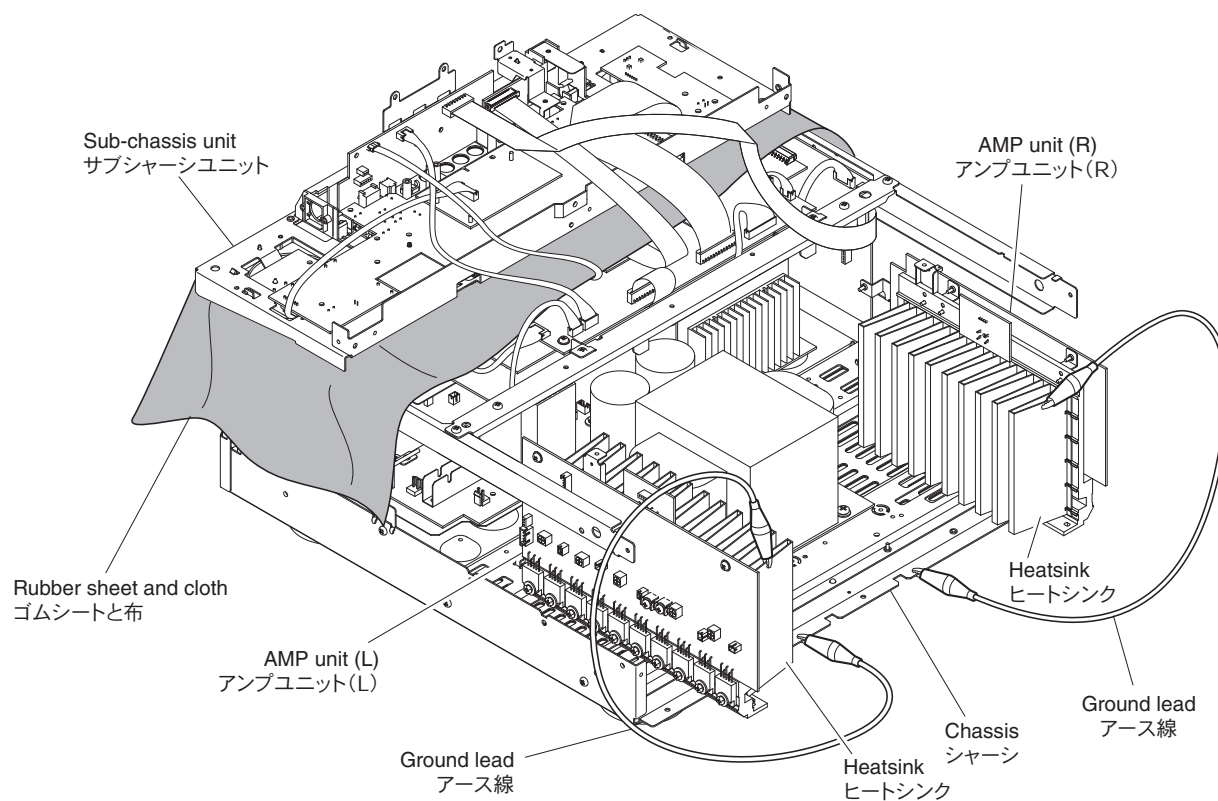 Sub-chassis unit
サブシャーシユニット
AMP unit (R)
アンプユニット（R）
Rubber sheet and cloth
ゴムシートと布
Heatsink
ヒートシンク
AMP unit (L)
アンプユニット（L）
Ground lead
アース線
Chassis
シャーシ
Ground lead
アース線
Heatsink
ヒートシンク